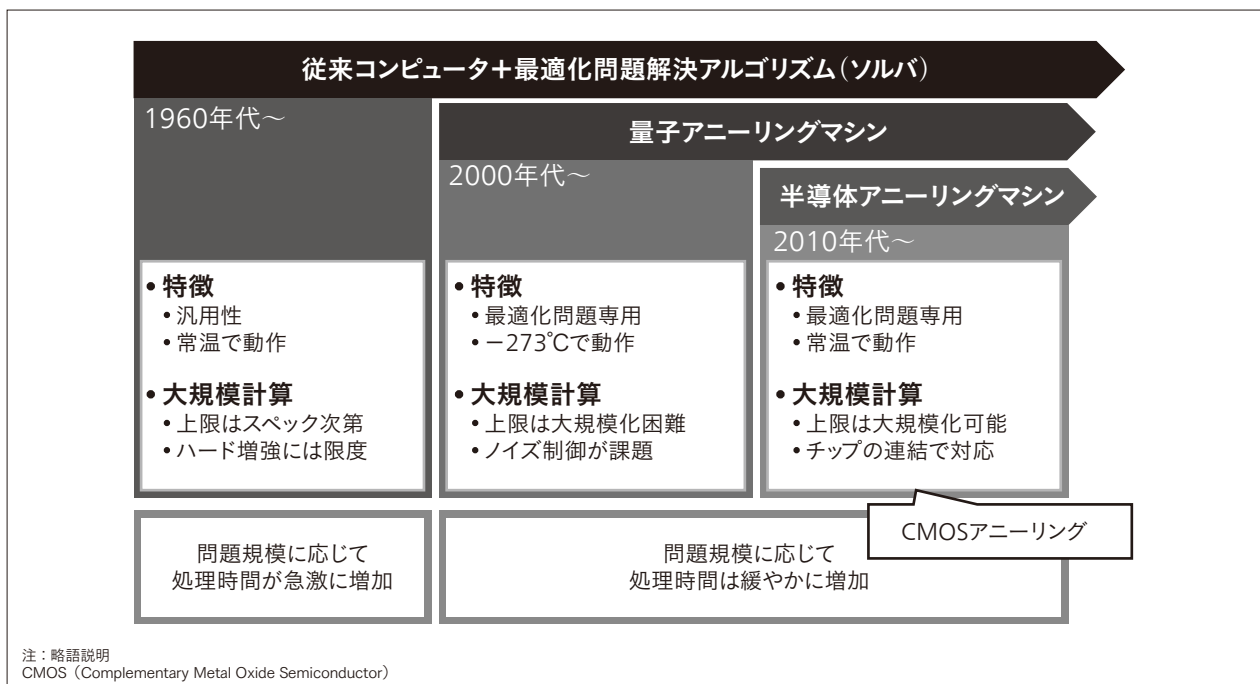 従来コンピュータ＋最適化問題解決アルゴリズム（ソルバ）
1960年代～
量子アニーリングマシン
2000年代～
半導体アニーリングマシン
2010年代～
• 特徴
• 汎用性
• 常温で動作
• 大規模計算
• 上限はスペック次第
• ハード増強には限度
• 特徴
• 最適化問題専用
• －273℃で動作
• 大規模計算
• 上限は大規模化困難
• ノイズ制御が課題
• 特徴
• 最適化問題専用
• 常温で動作
• 大規模計算
• 上限は大規模化可能
• チップの連結で対応
CMOSアニーリング
問題規模に応じて
処理時間が急激に増加
問題規模に応じて
処理時間は緩やかに増加
注：略語説明
CMOS（Complementary Metal Oxide Semiconductor）